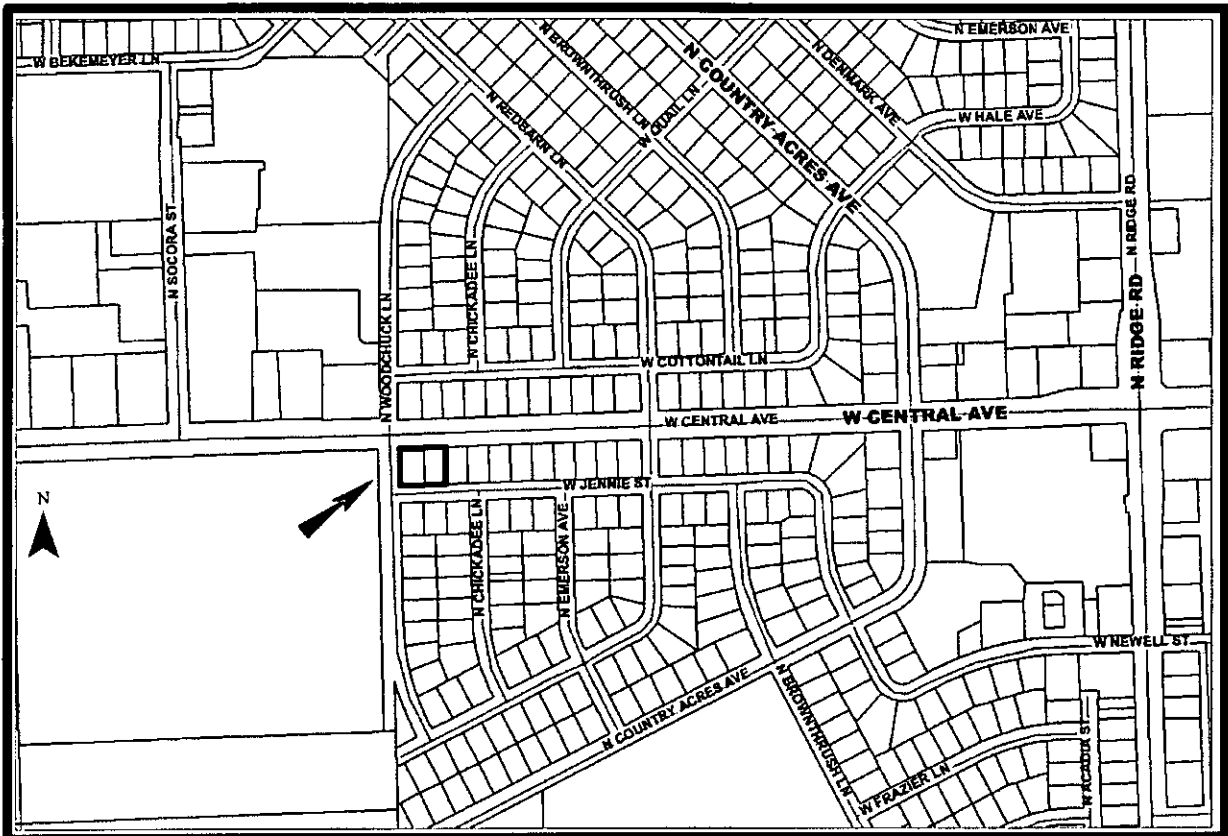 N EMERSON AVE
W BEKEMEYER LN
N BROWNTHRUSH LN
N COUNTRY ACRES AVE
N DENMARK AVE
W QUAIL LN
N REDBARN LN
W HALE AVE
N SOCORA ST
N CHICKADEE LN
N WOODCHUCK LN
N RIDGE RD
N RIDGE RD
W COTTONTAIL LN
W CENTRAL AVE
W CENTRAL AVE
N
W JENNIE ST
N CHICKADEE LN
N EMERSON AVE
W NEWELL ST
N COUNTRY ACRES AVE
N BROWNTHRUSH LN
W FRAZIER LN
N ACADIA ST